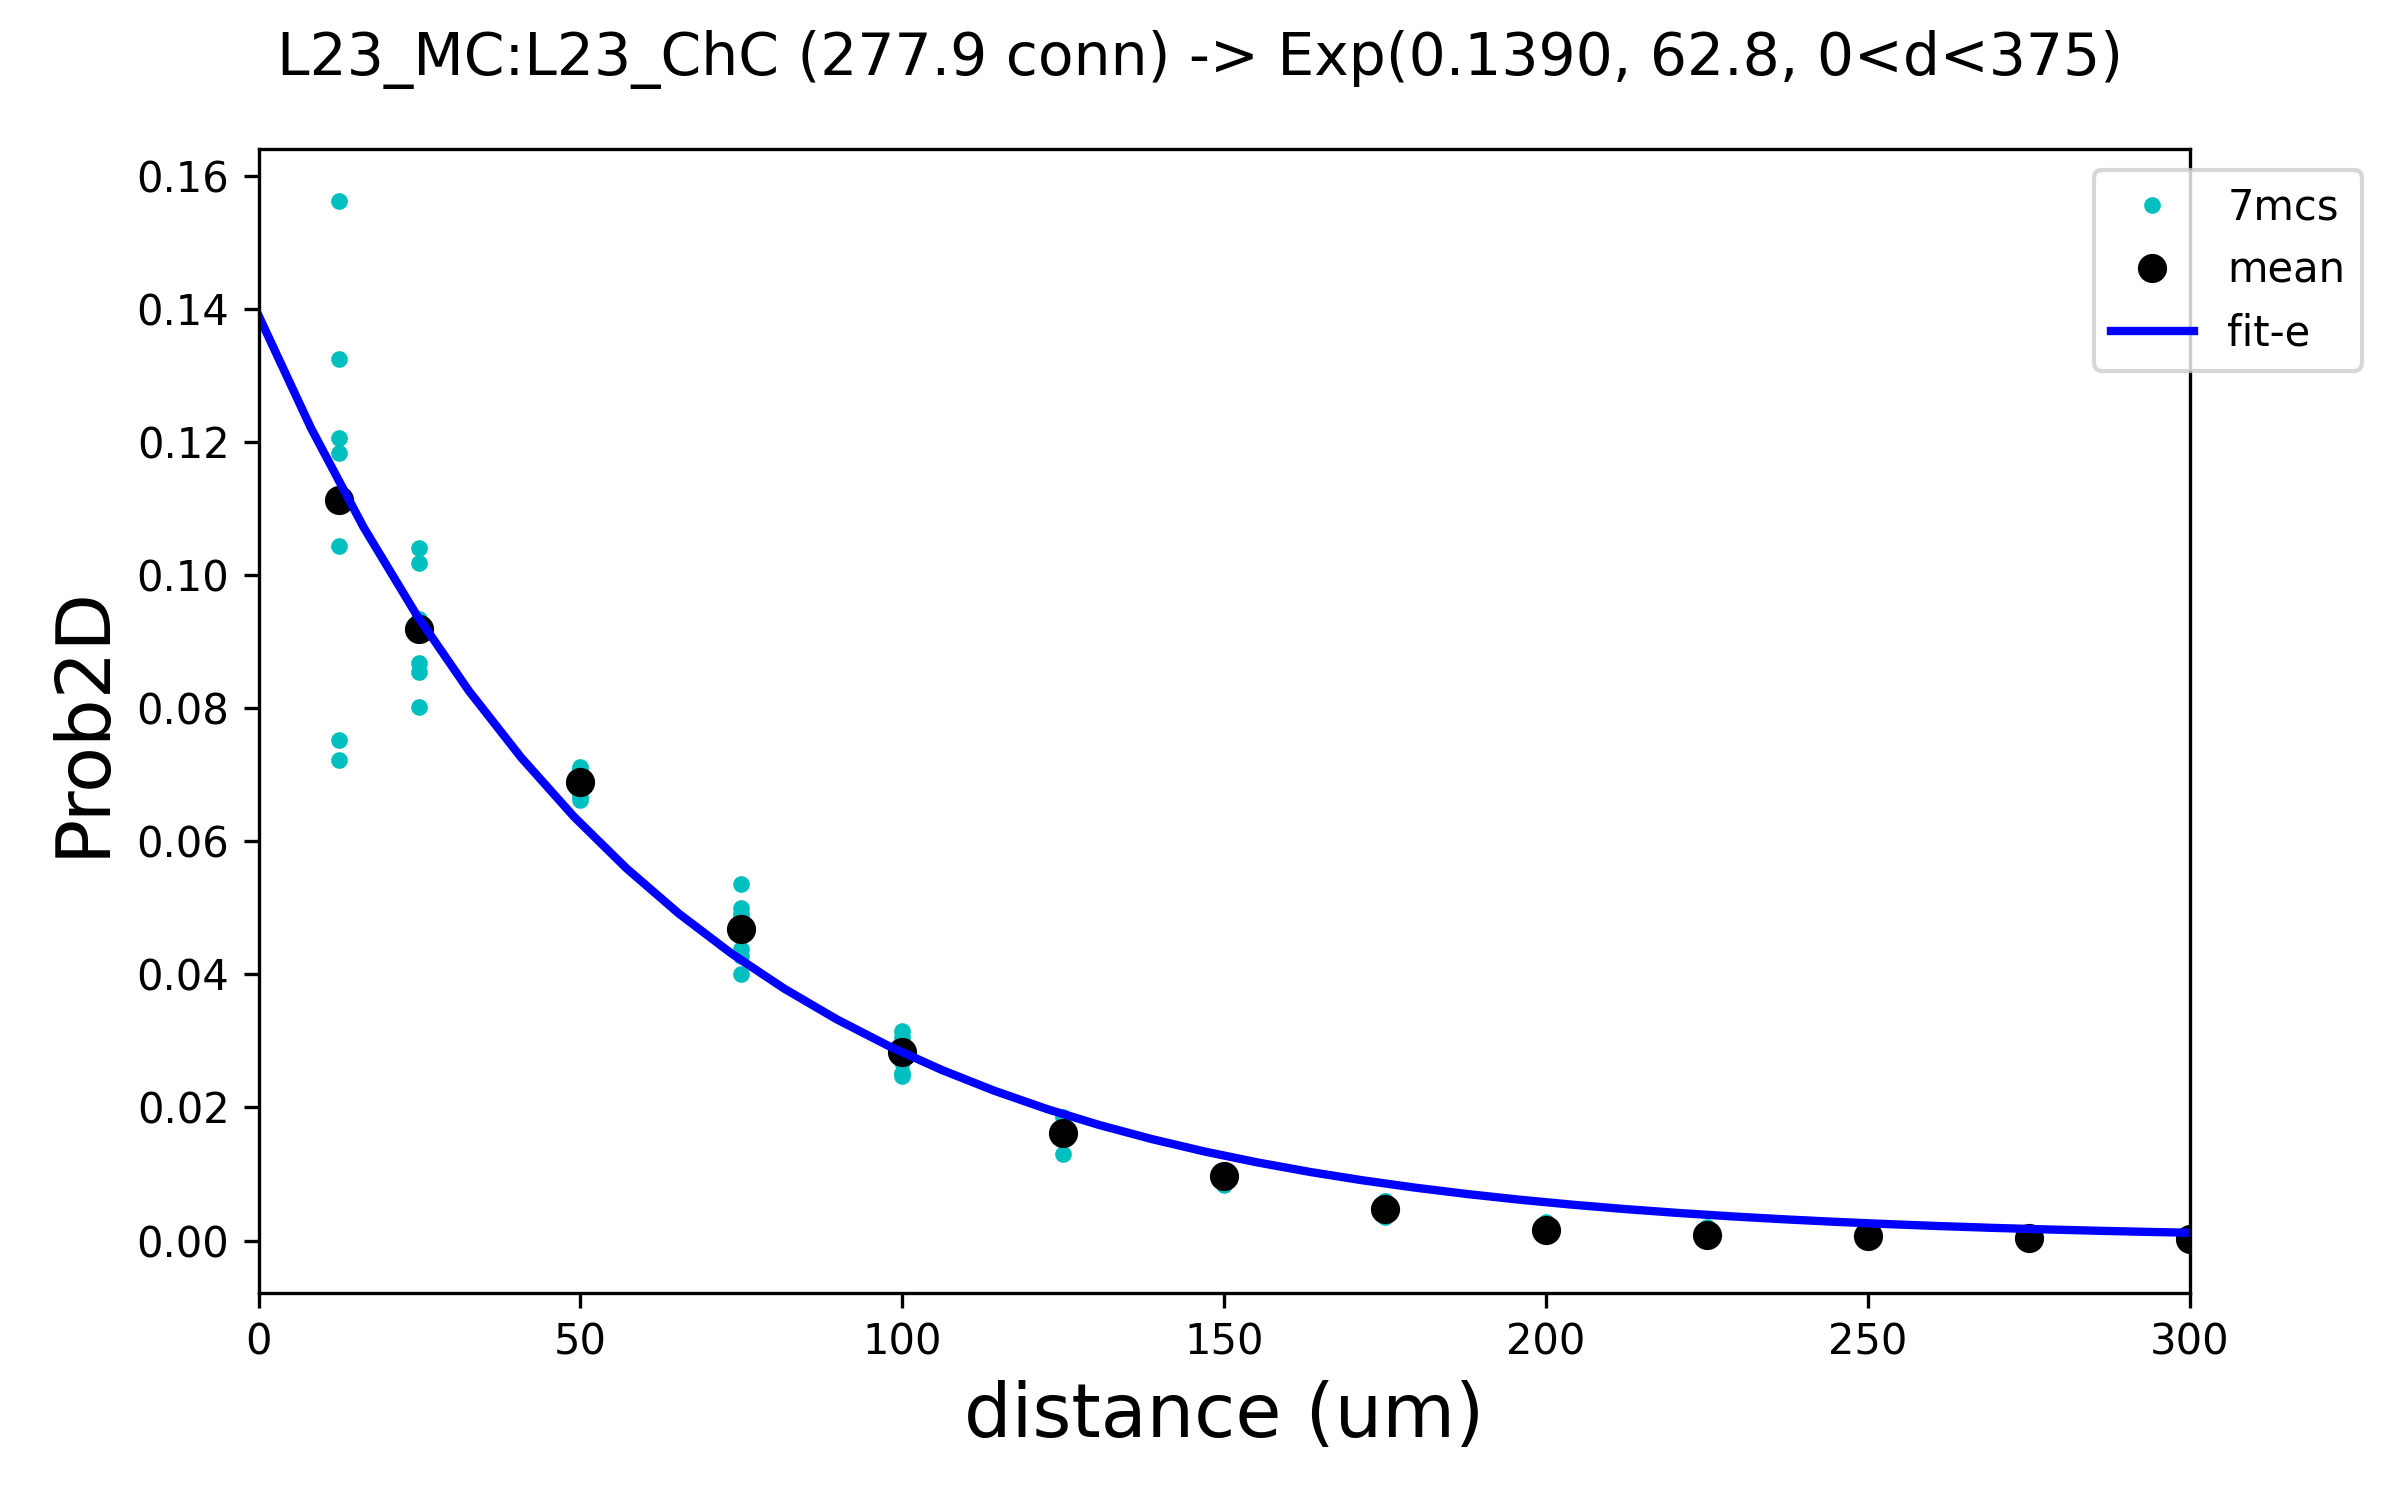 L23_MC:L23_ChC (277.9 conn) -> Exp(0.1390, 62.8, 0<d<375)
7mcs
mean
fit-e
Prob2D
0.16
0.14
0.12
0.10
0.08
0.06
0.04
0.02
0.00
0 50 100 150 200 250 300
distance (um)